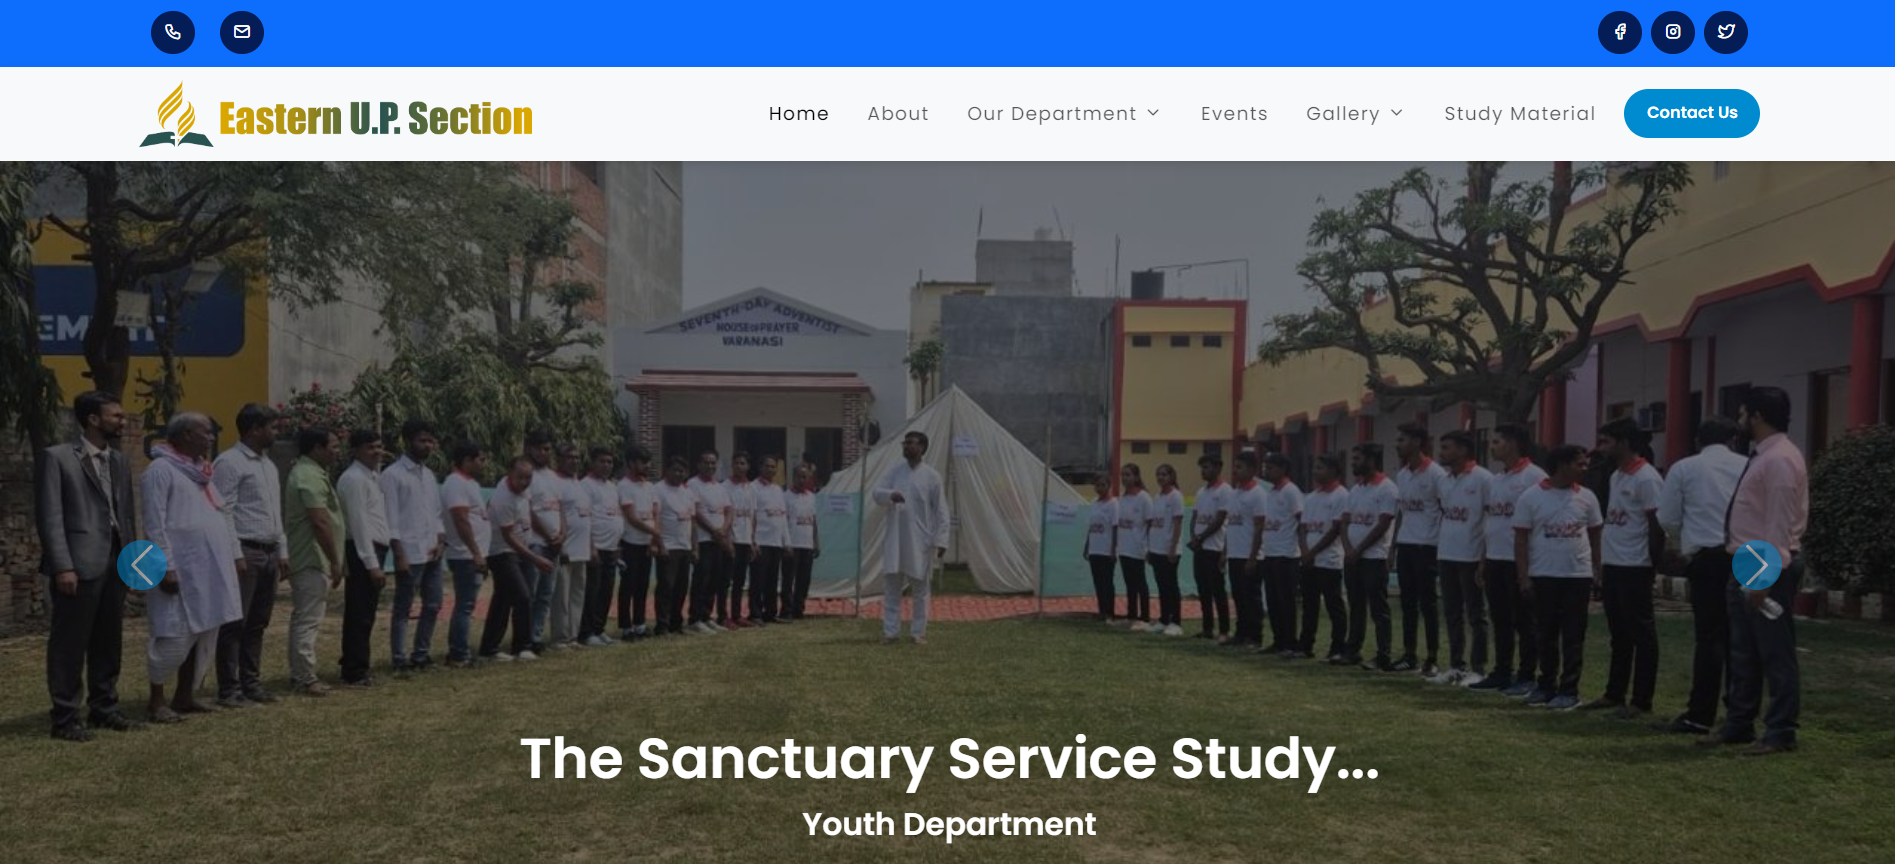 Eastern U.P. Section
Home
About
Our Department
Events
Gallery
Study Material
Contact Us
SEVENTH-DAY ADVENTIST
HOUSE OF PRAYER
VARANASI
The Sanctuary Service Study...
Youth Department